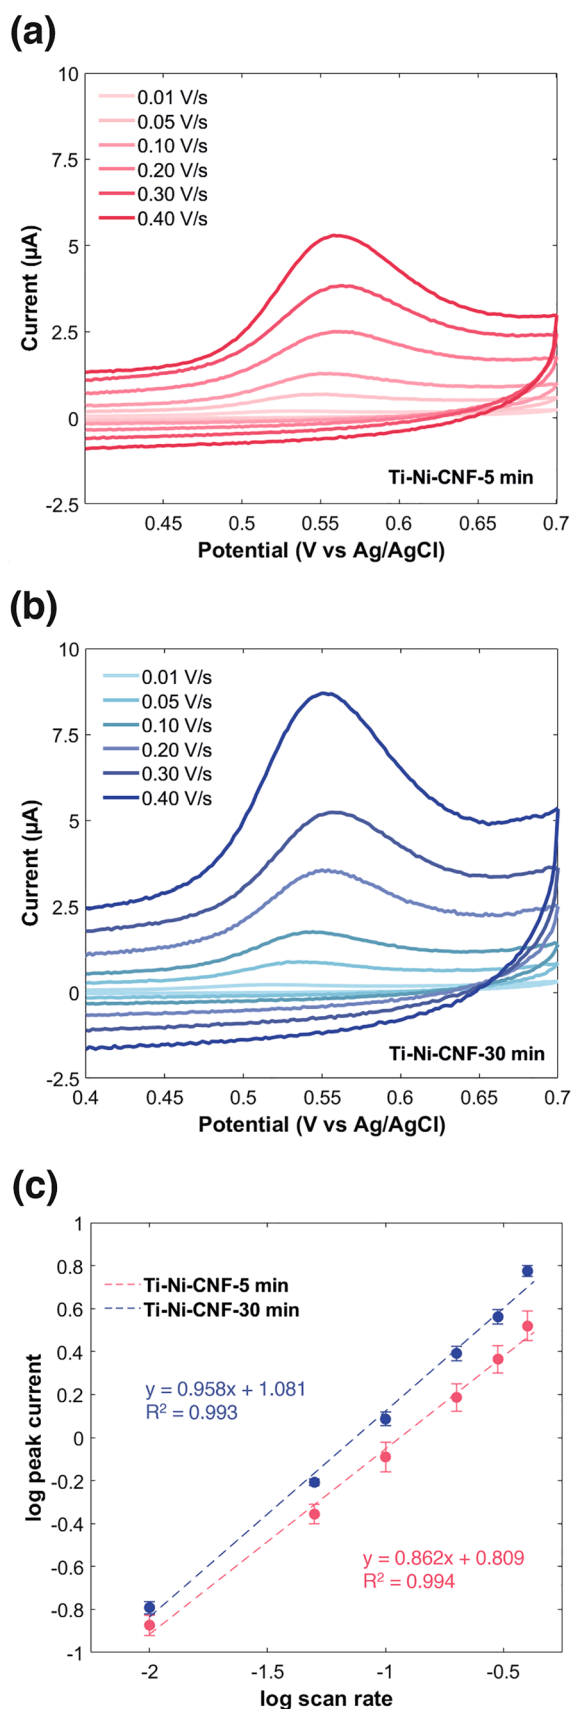 (a)
10
7.5
5
2.5
0
-2.5
Current (µA)
0.01 V/s
0.05 V/s
0.10 V/s
0.20 V/s
0.30 V/s
0.40 V/s
Ti-Ni-CNF-5 min
0.45
0.5
0.55
0.6
0.65
0.7
Potential (V vs Ag/AgCl)
(b)
10
7.5
5
2.5
0
-2.5
Current (µA)
0.01 V/s
0.05 V/s
0.10 V/s
0.20 V/s
0.30 V/s
0.40 V/s
Ti-Ni-CNF-30 min
0.4
0.45
0.5
0.55
0.6
0.65
0.7
Potential (V vs Ag/AgCl)
(c)
1
0.8
0.6
0.4
0.2
0
-0.2
-0.4
-0.6
-0.8
-1
log peak current
Ti-Ni-CNF-5 min
Ti-Ni-CNF-30 min
y = 0.958x + 1.081
R² = 0.993
y = 0.862x + 0.809
R² = 0.994
-2
-1.5
-1
-0.5
log scan rate